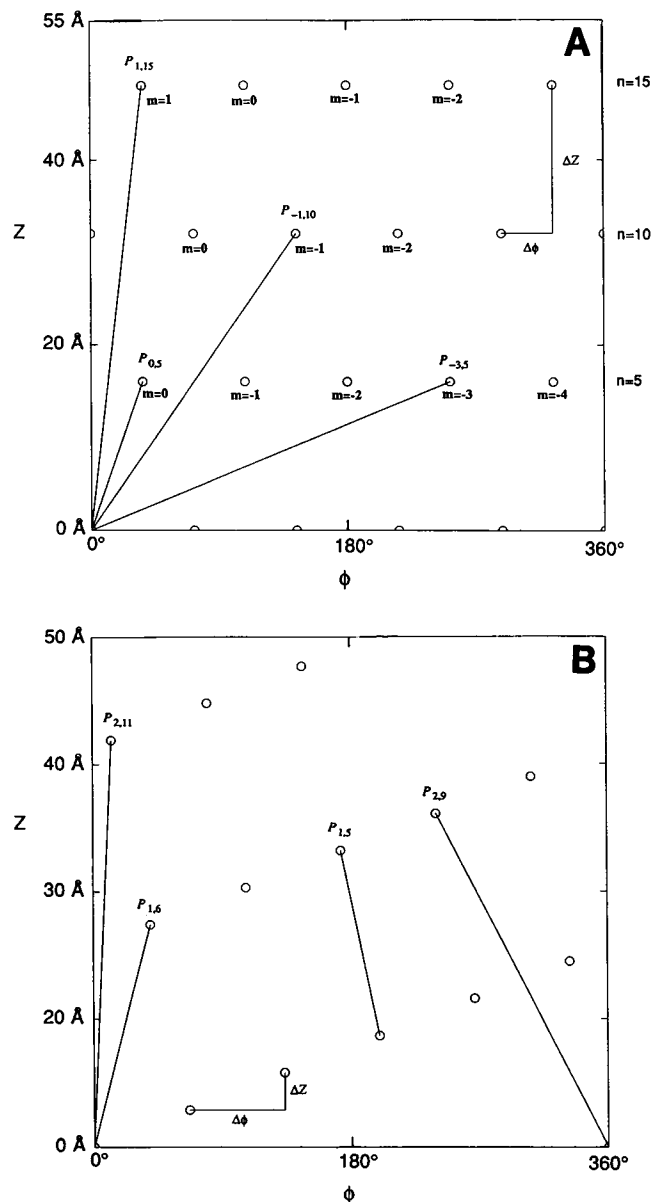 55 Å
A
P1,15
m=1 m=0 m=-1 m=-2
n=15
ΔZ
40 Å
P−1,10
Z
m=0 m=-1 m=-2
n=10
Δϕ
20 Å
P0,5
P−3,5
m=0 m=-1 m=-2 m=-3 m=-4
n=5
0 Å
0° 180° 360°
ϕ
50 Å
B
P2,11
40 Å
Z
P2,9
P1,5
30 Å
P1,6
20 Å
10 Å
ΔZ
Δϕ
0 Å
0° 180° 360°
ϕ